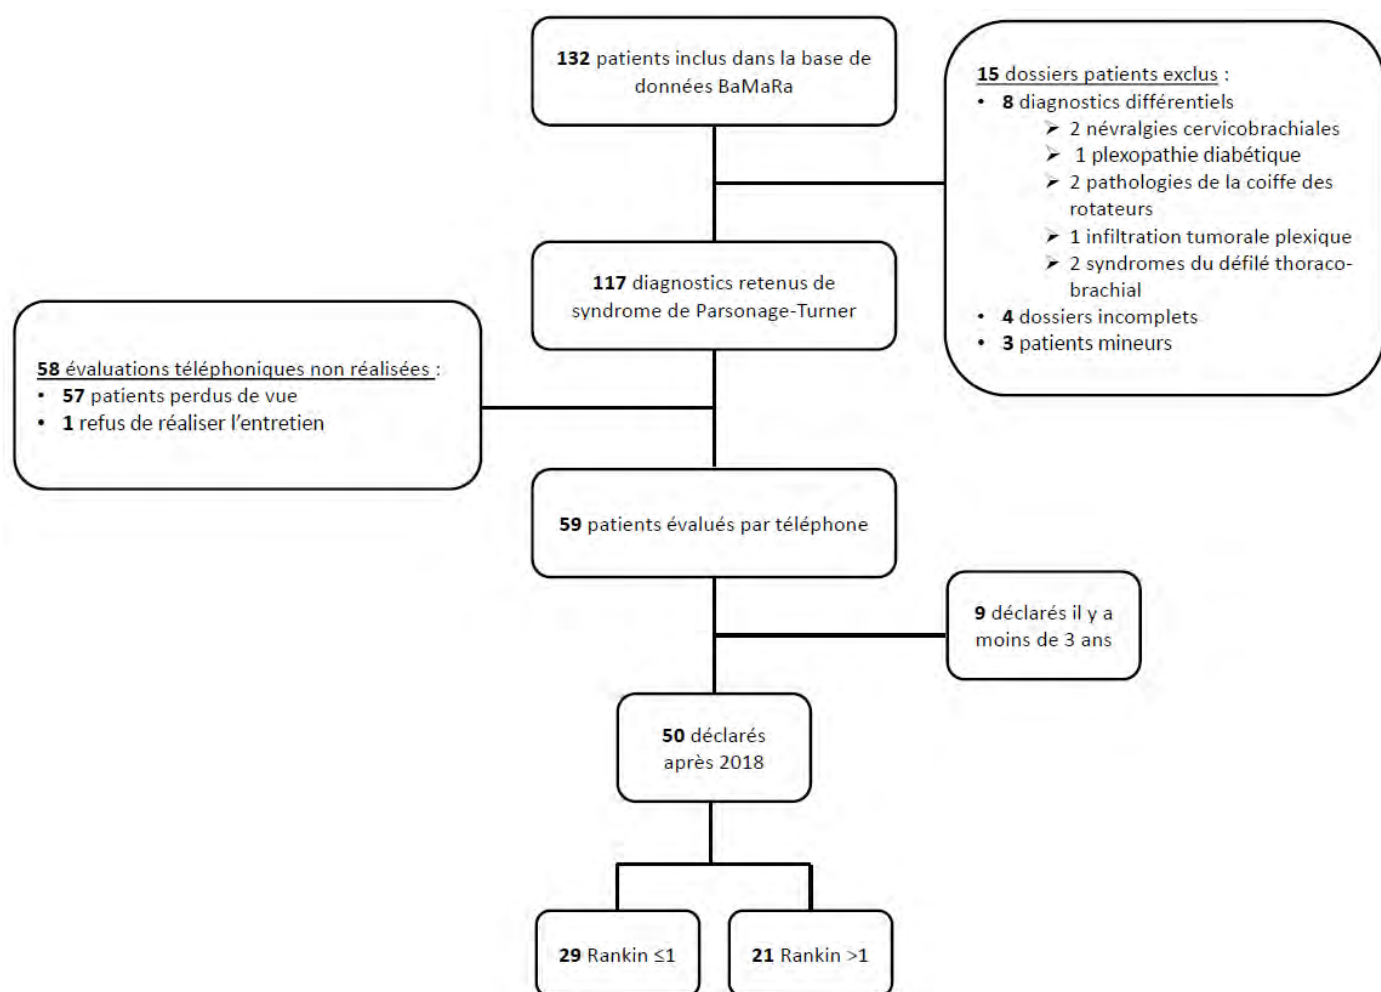 132 patients inclus dans la base de
données BaMaRa
15 dossiers patients exclus :
• 8 diagnostics différentiels
➤ 2 névralgies cervicobrachiales
➤ 1 plexopathie diabétique
➤ 2 pathologies de la coiffe des
rotateurs
➤ 1 infiltration tumorale plexique
➤ 2 syndromes du défilé thoraco-
brachial
• 4 dossiers incomplets
• 3 patients mineurs
117 diagnostics retenus de
syndrome de Parsonage-Turner
58 évaluations téléphoniques non réalisées :
• 57 patients perdus de vue
• 1 refus de réaliser l’entretien
59 patients évalués par téléphone
9 déclarés il y a
moins de 3 ans
50 déclarés
après 2018
29 Rankin ≤1
21 Rankin >1